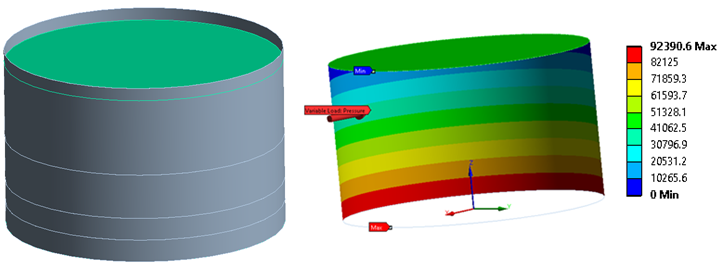 92390.6 Max
82125
71859.3
61593.7
51328.1
41062.5
30796.9
20531.2
10265.6
0 Min
Min
Variable Load: Pressure
Z
X
Y
Max